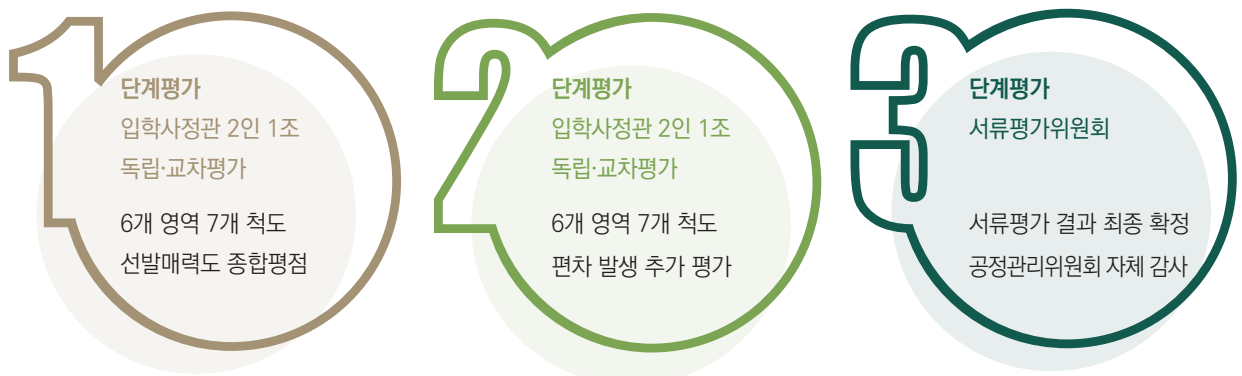 1
단계평가
입학사정관 2인 1조
독립·교차평가
6개 영역 7개 척도
선발매력도 종합평점
2
단계평가
입학사정관 2인 1조
독립·교차평가
6개 영역 7개 척도
편차 발생 추가 평가
3
단계평가
서류평가위원회
서류평가 결과 최종 확정
공정관리위원회 자체 감사